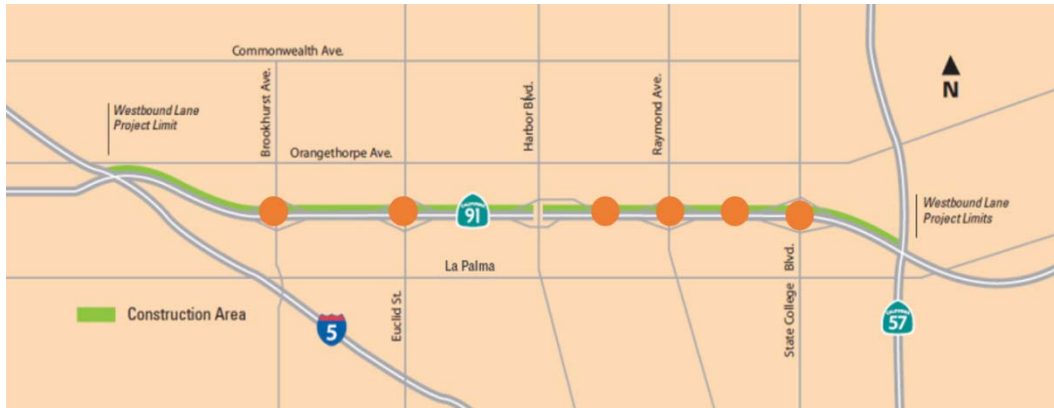 Commonwealth Ave.
Westbound Lane
Project Limit
Brookhurst Ave.
Harbor Blvd.
Raymond Ave.
N
Orangethorpe Ave.
91
Westbound Lane
Project Limits
La Palma
Euclid St.
State College Blvd.
Construction Area
5
57